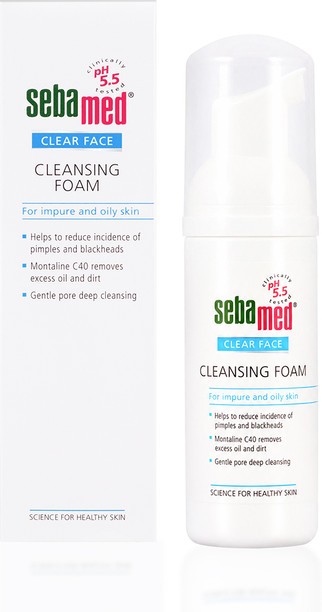 clinically tested
pH 5.5
sebamed®
CLEAR FACE
CLEANSING
FOAM
For impure and oily skin
Helps to reduce incidence of
pimples and blackheads
Montaline C40 removes
excess oil and dirt
Gentle pore deep cleansing
SCIENCE FOR HEALTHY SKIN
clinically tested
pH 5.5
sebamed®
CLEAR FACE
CLEANSING FOAM
For impure and oily skin
Helps to reduce incidence of
pimples and blackheads
Montaline C40 removes
excess oil and dirt
Gentle pore deep cleansing
SCIENCE FOR HEALTHY SKIN